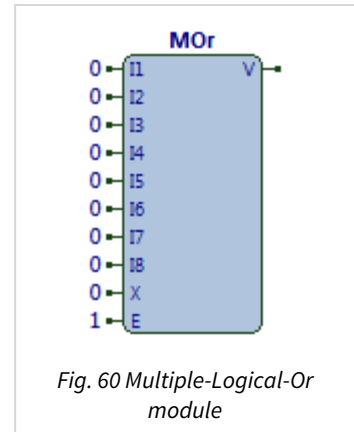 MOr
0 I1 V
0 I2
0 I3
0 I4
0 I5
0 I6
0 I7
0 I8
0 X
1 E
Fig. 60 Multiple-Logical-Or
module